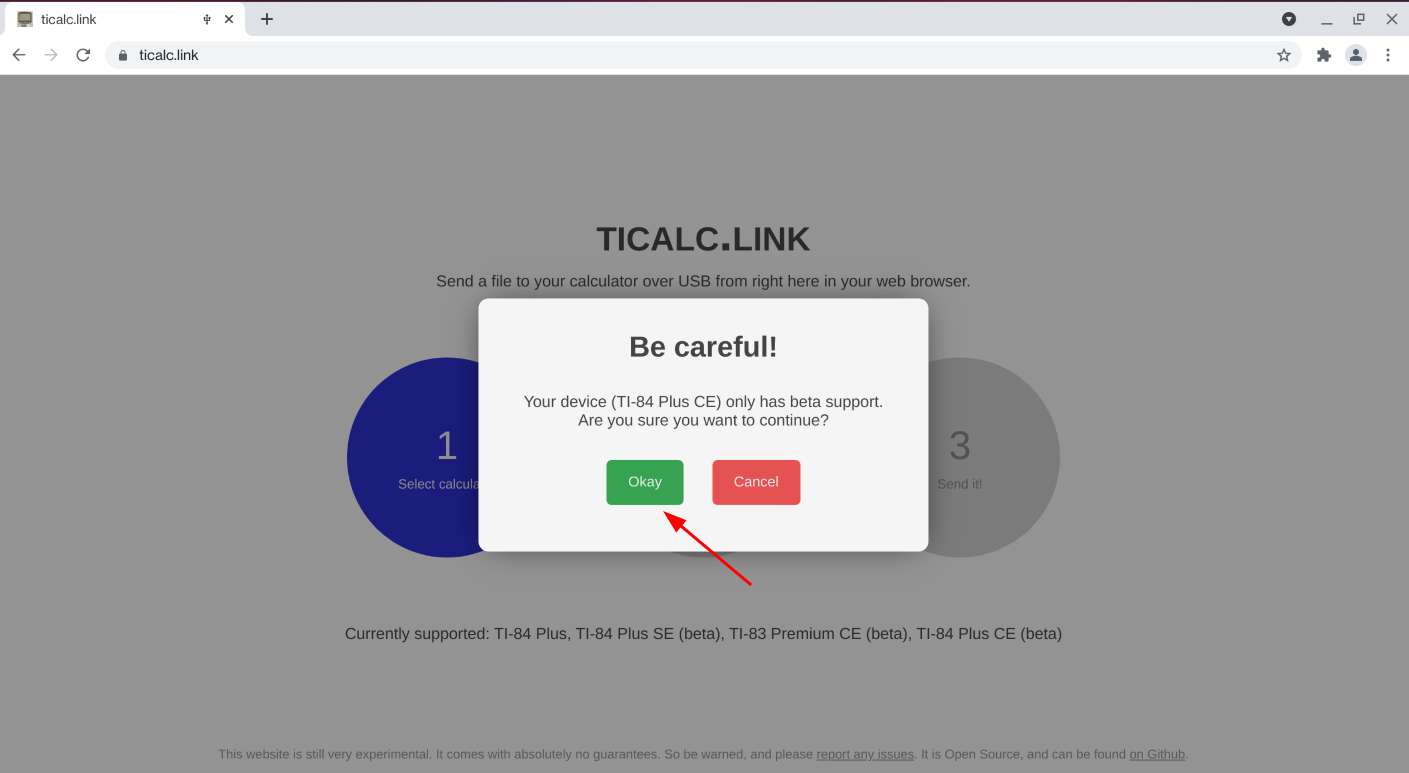 ticalc.link
ticalc.link
TICALC.LINK
Send a file to your calculator over USB from right here in your web browser.
Be careful!
Your device (TI-84 Plus CE) only has beta support.
Are you sure you want to continue?
Okay Cancel
1
Select calcula
3
Send it!
Currently supported: TI-84 Plus, TI-84 Plus SE (beta), TI-83 Premium CE (beta), TI-84 Plus CE (beta)
This website is still very experimental. It comes with absolutely no guarantees. So be warned, and please report any issues. It is Open Source, and can be found on Github.